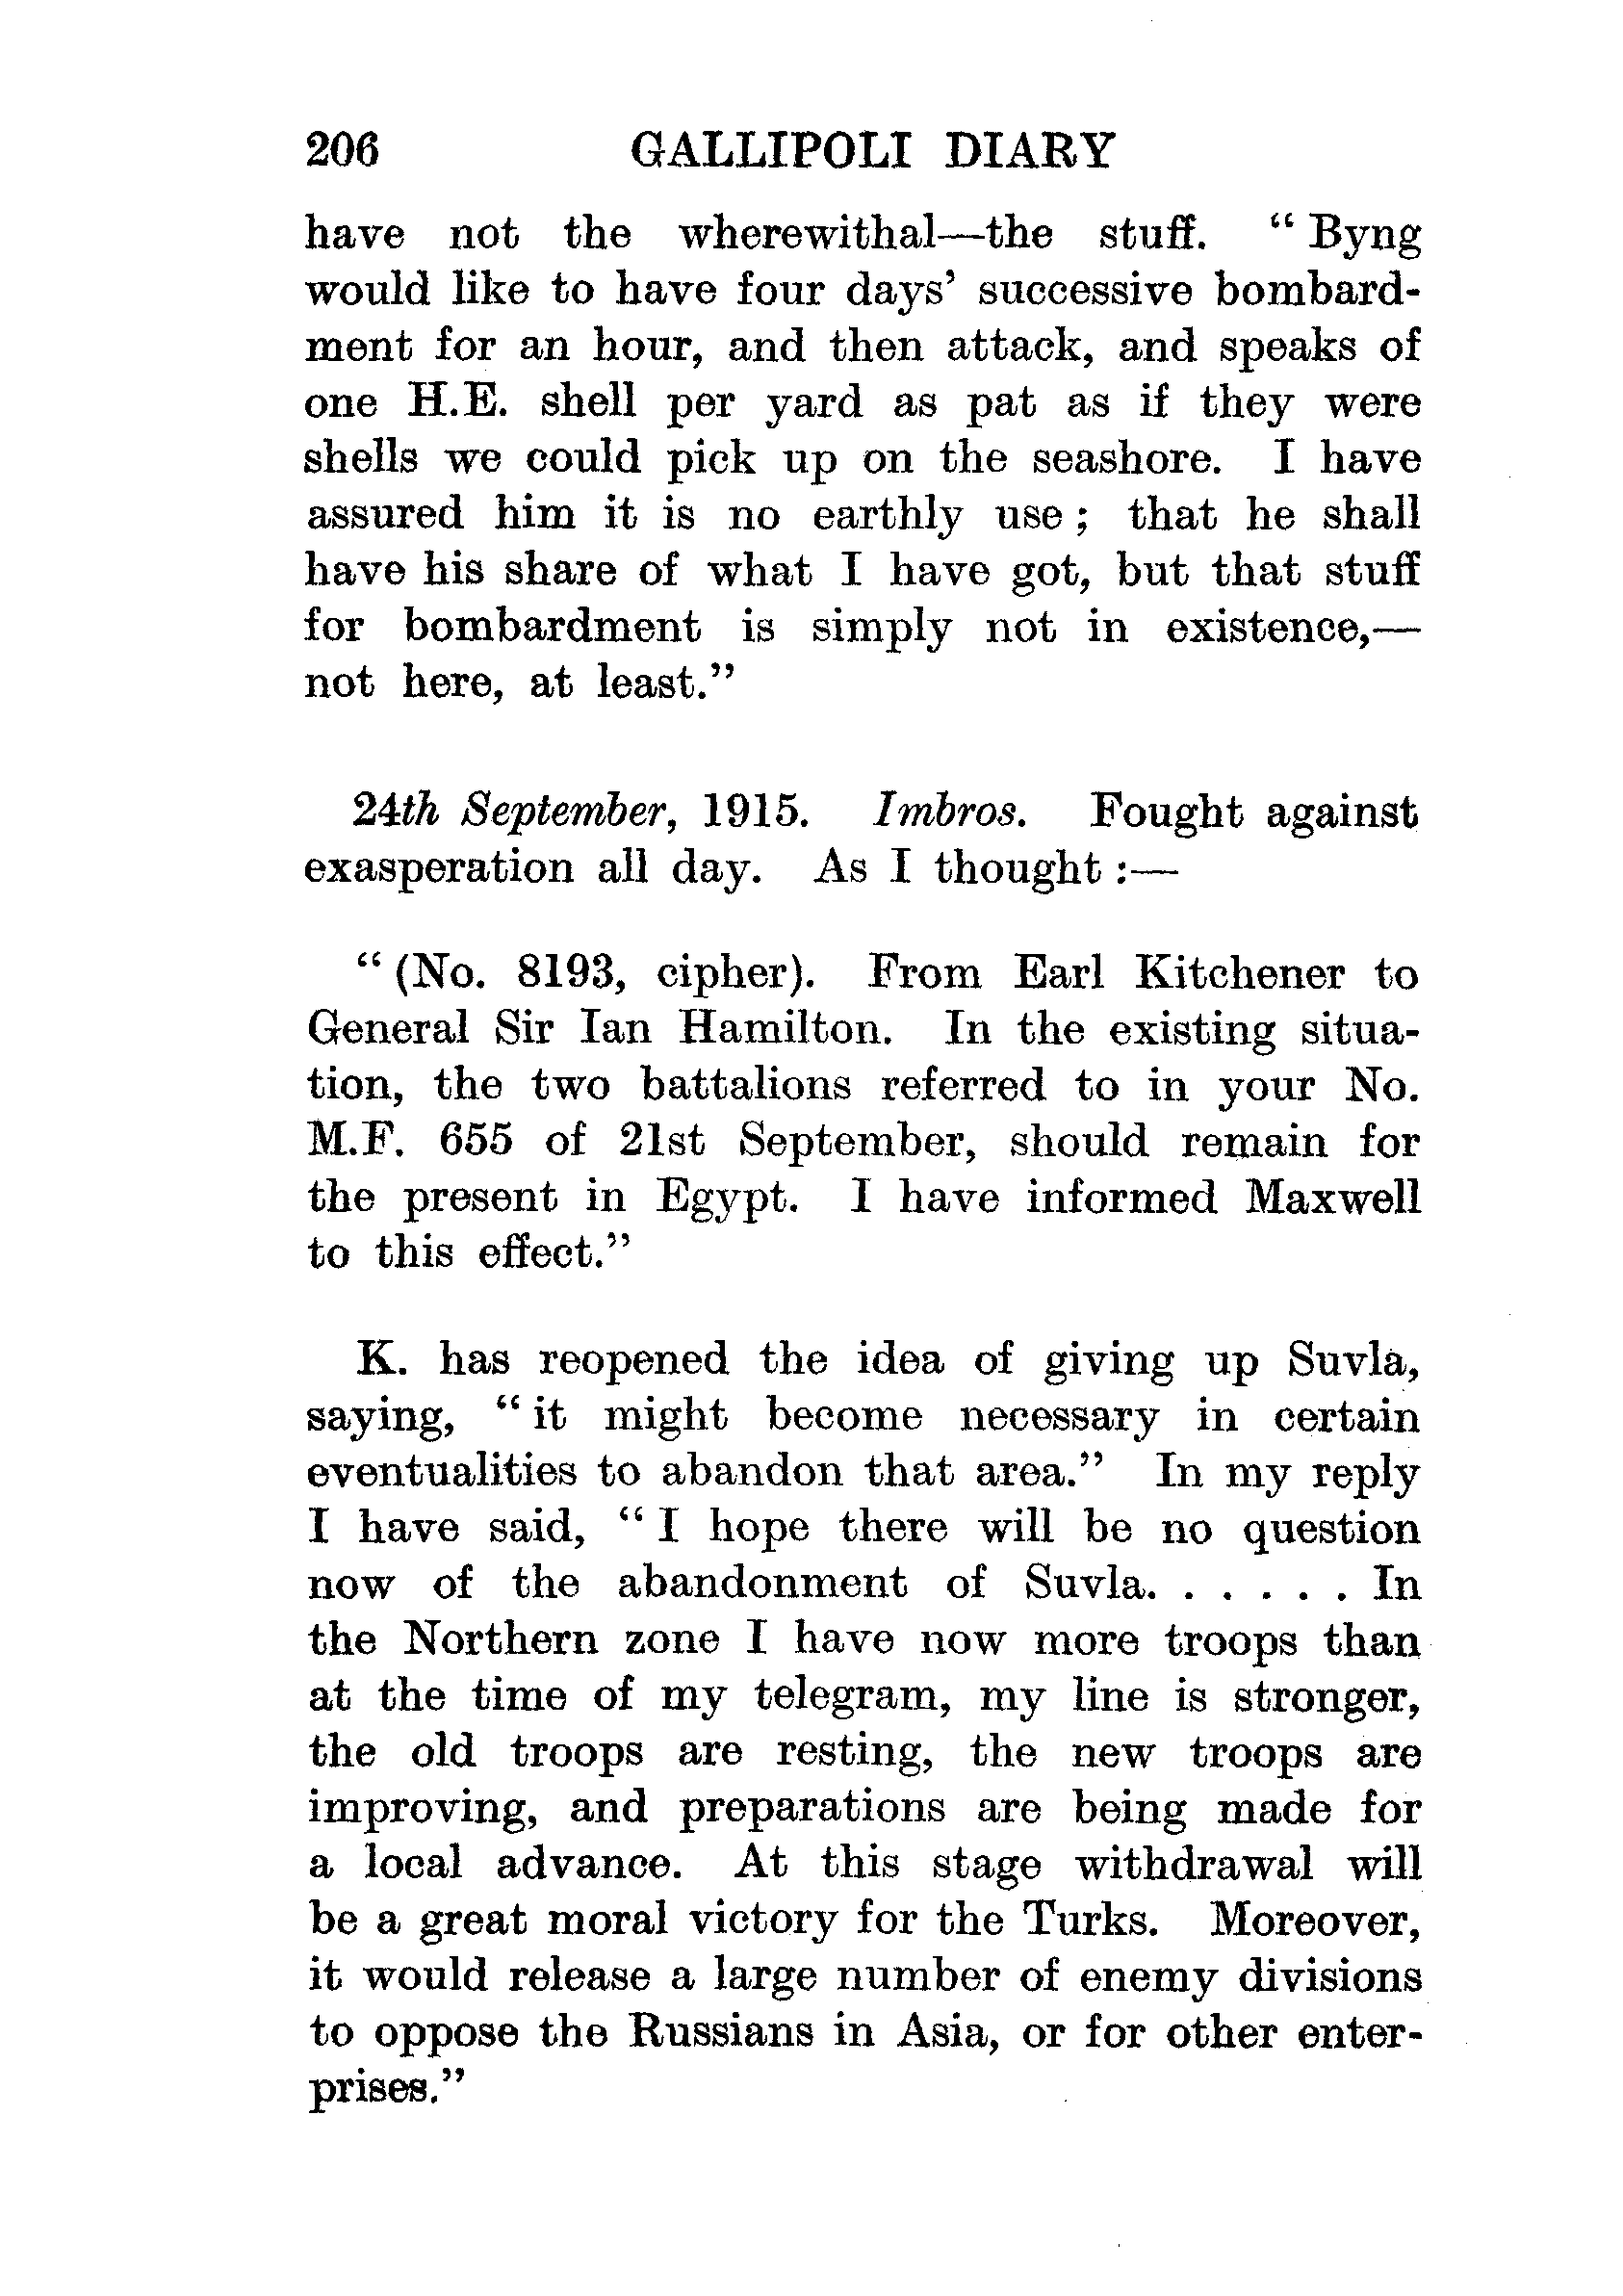 206 GALLIPOLI DIARY
have not the wherewithal—the stuff. “Byng
would like to have four days’ successive bombard-
ment for an hour, and then attack, and speaks of
one H.E. shell per yard as pat as if they were
shells we could pick up on the seashore. I have
assured him it is no earthly use; that he shall
have his share of what I have got, but that stuff
for bombardment is simply not in existence,—
not here, at least.”
24th September, 1915. Imbros. Fought against
exasperation all day. As I thought:—
“(No. 8193, cipher). From Earl Kitchener to
General Sir Ian Hamilton. In the existing situa-
tion, the two battalions referred to in your No.
M.F. 655 of 21st September, should remain for
the present in Egypt. I have informed Maxwell
to this effect.”
K. has reopened the idea of giving up Suvla,
saying, “it might become necessary in certain
eventualities to abandon that area.” In my reply
I have said, “I hope there will be no question
now of the abandonment of Suvla. . . . . . In
the Northern zone I have now more troops than
at the time of my telegram, my line is stronger,
the old troops are resting, the new troops are
improving, and preparations are being made for
a local advance. At this stage withdrawal will
be a great moral victory for the Turks. Moreover,
it would release a large number of enemy divisions
to oppose the Russians in Asia, or for other enter-
prises.”